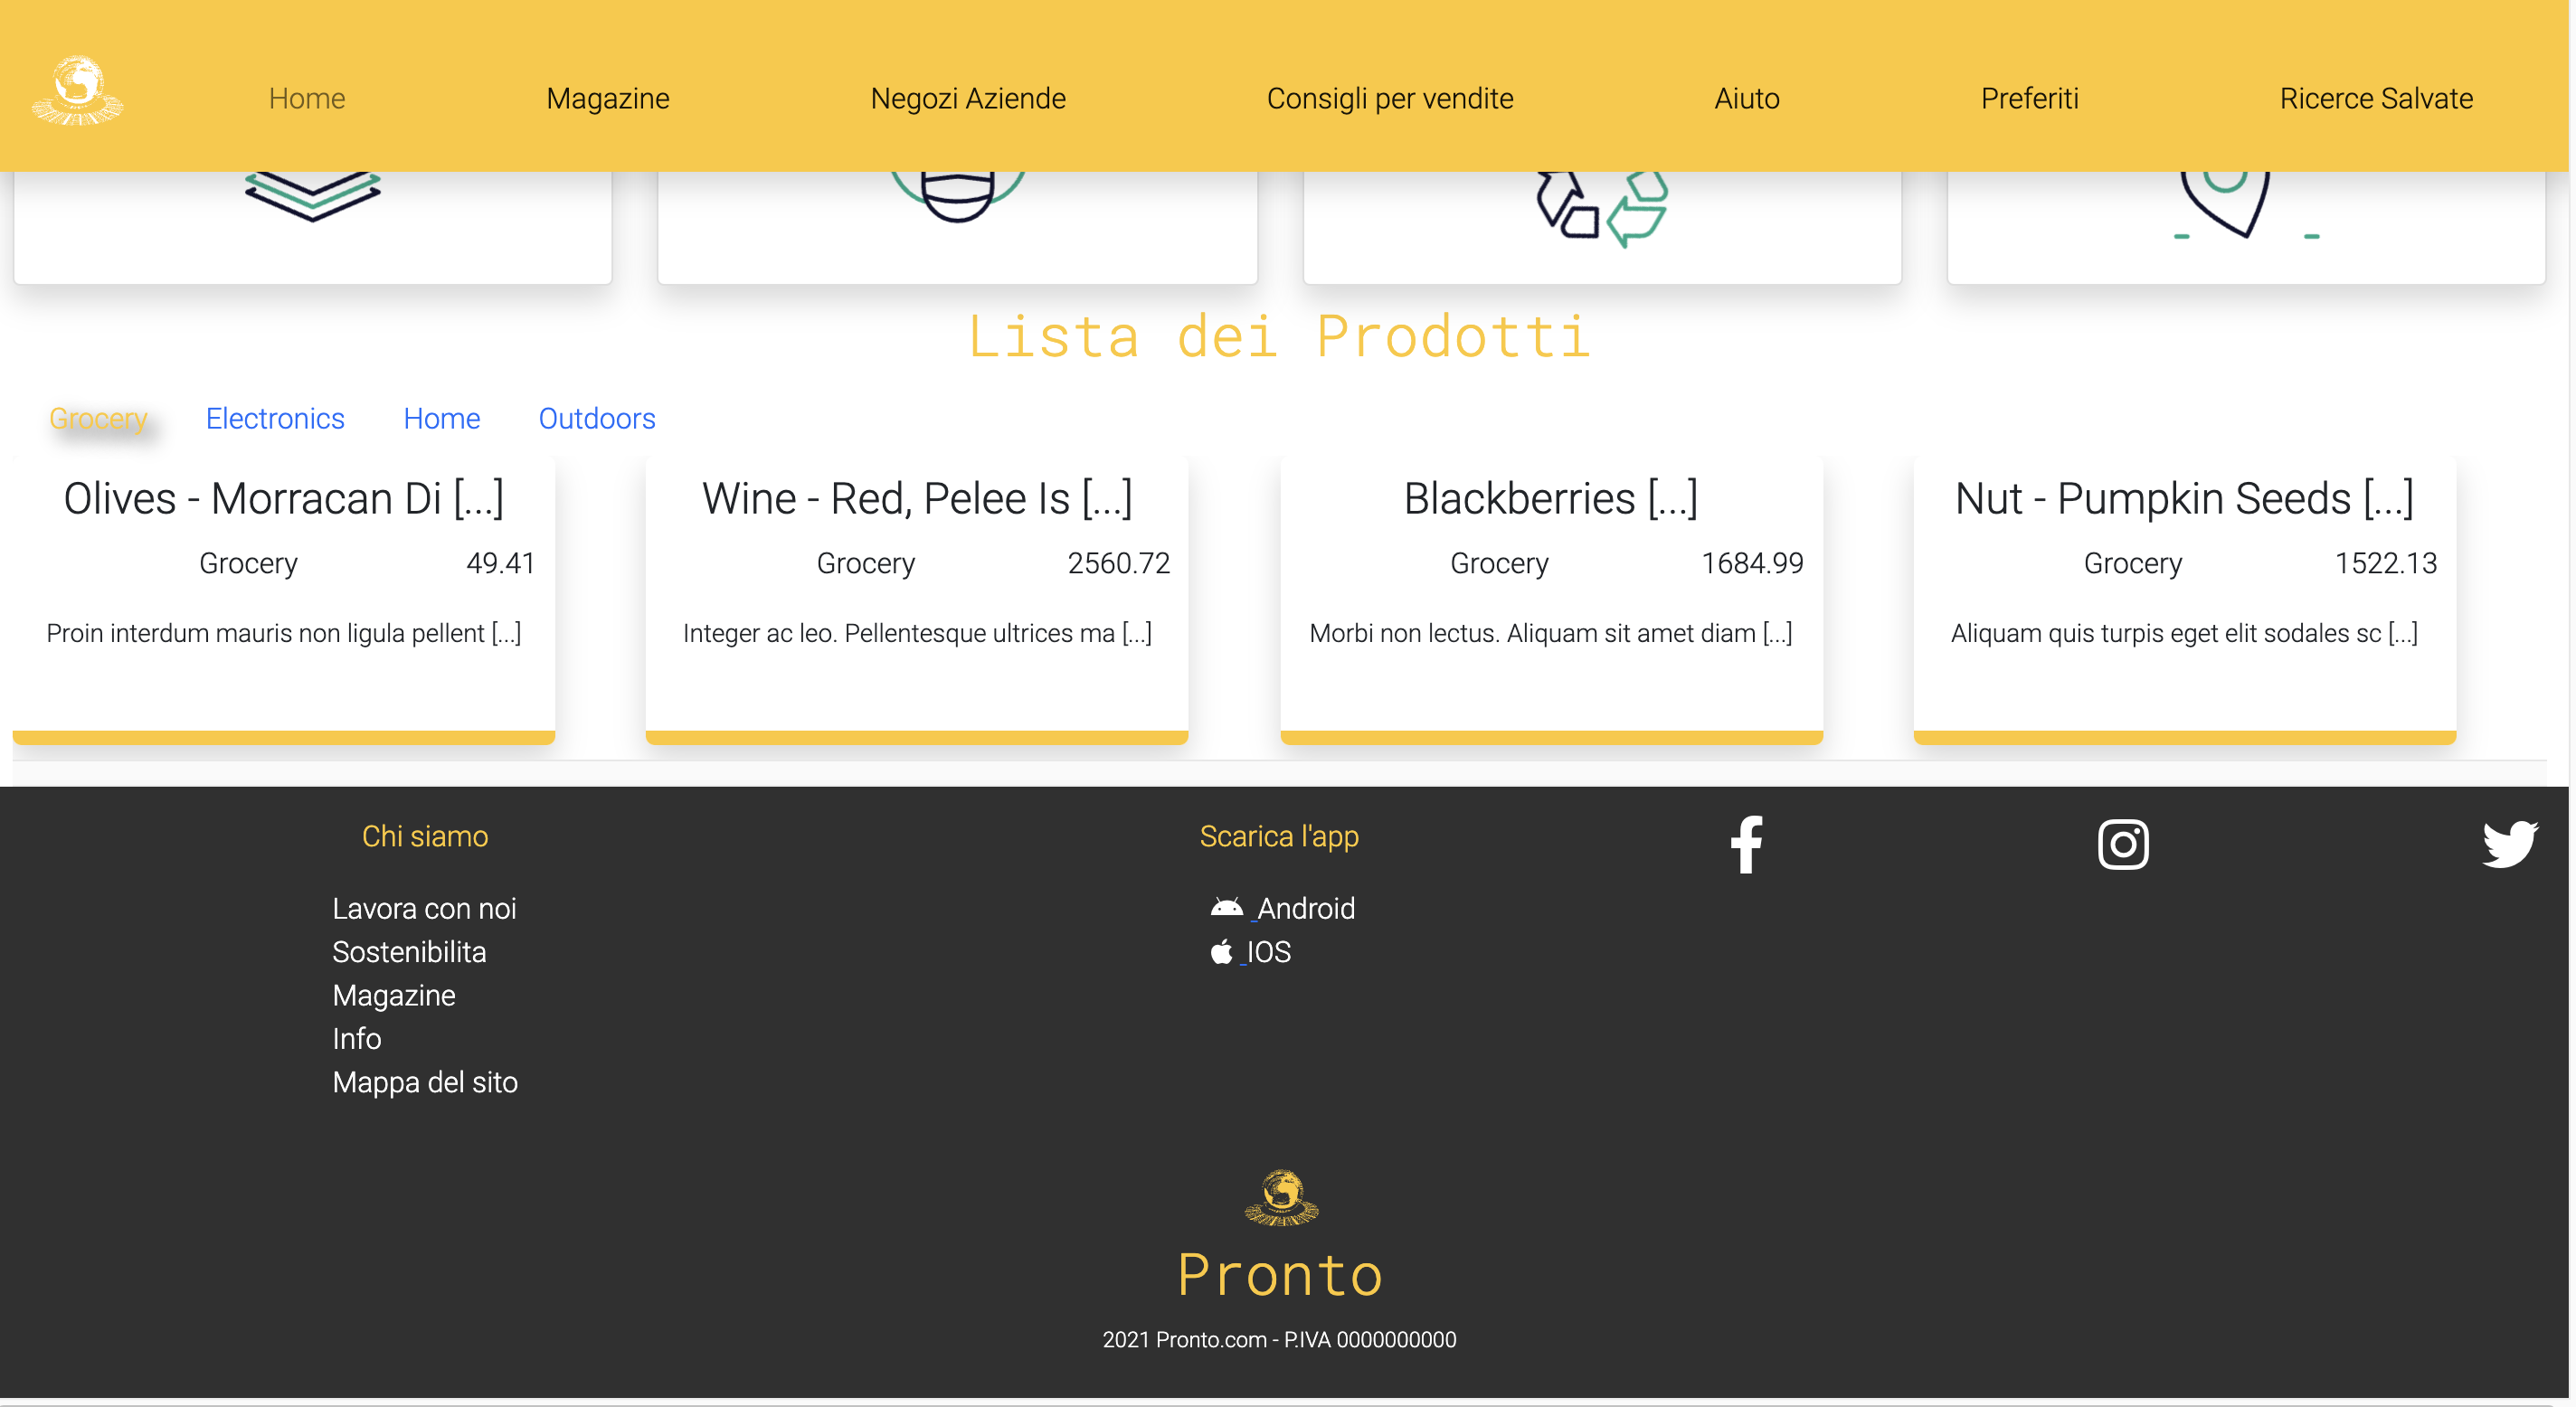 Home Magazine Negozi Aziende Consigli per vendite Aiuto Preferiti Ricerce Salvate
Lista dei Prodotti
Grocery Electronics Home Outdoors
Olives - Morracan Di [...]
Grocery 49.41
Proin interdum mauris non ligula pellent [...]
Wine - Red, Pelee Is [...]
Grocery 2560.72
Integer ac leo. Pellentesque ultrices ma [...]
Blackberries [...]
Grocery 1684.99
Morbi non lectus. Aliquam sit amet diam [...]
Nut - Pumpkin Seeds [...]
Grocery 1522.13
Aliquam quis turpis eget elit sodales sc [...]
Chi siamo
Lavora con noi
Sostenibilita
Magazine
Info
Mappa del sito
Scarica l'app
Android
IOS
Pronto
2021 Pronto.com - P.IVA 0000000000